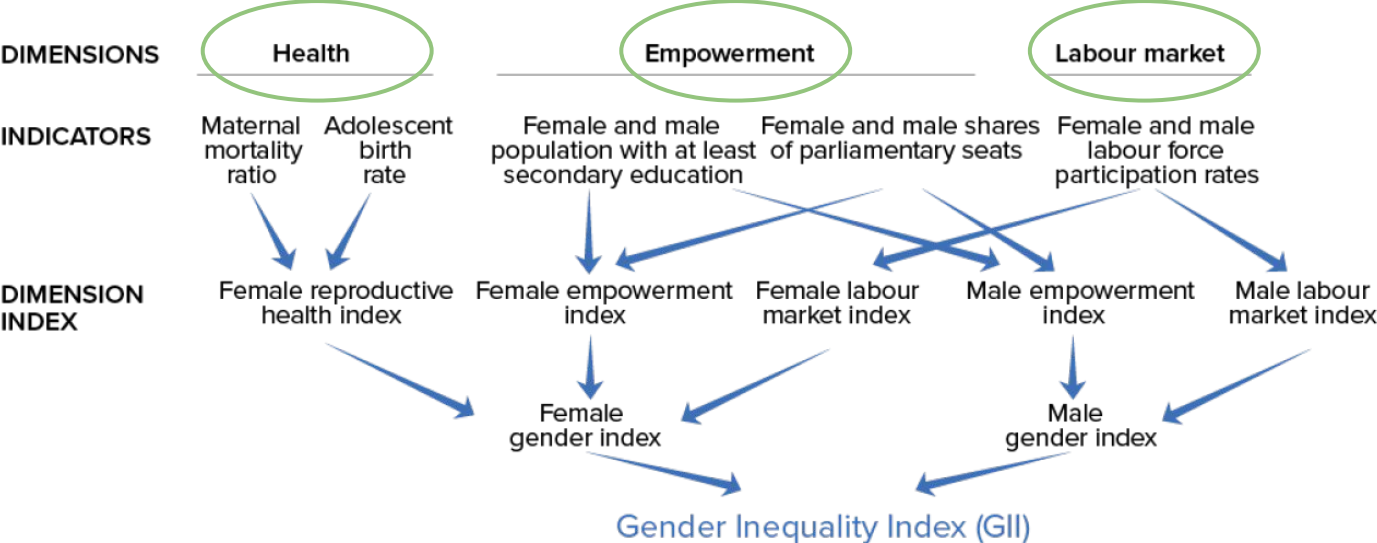 DIMENSIONS
Health
Empowerment
Labour market
INDICATORS
Maternal
mortality
ratio
Adolescent
birth
rate
Female and male
population with at least
secondary education
Female and male shares
of parliamentary seats
Female and male
labour force
participation rates
DIMENSION
INDEX
Female reproductive
health index
Female empowerment
index
Female labour
market index
Male empowerment
index
Male labour
market index
Female
gender index
Male
gender index
Gender Inequality Index (GII)